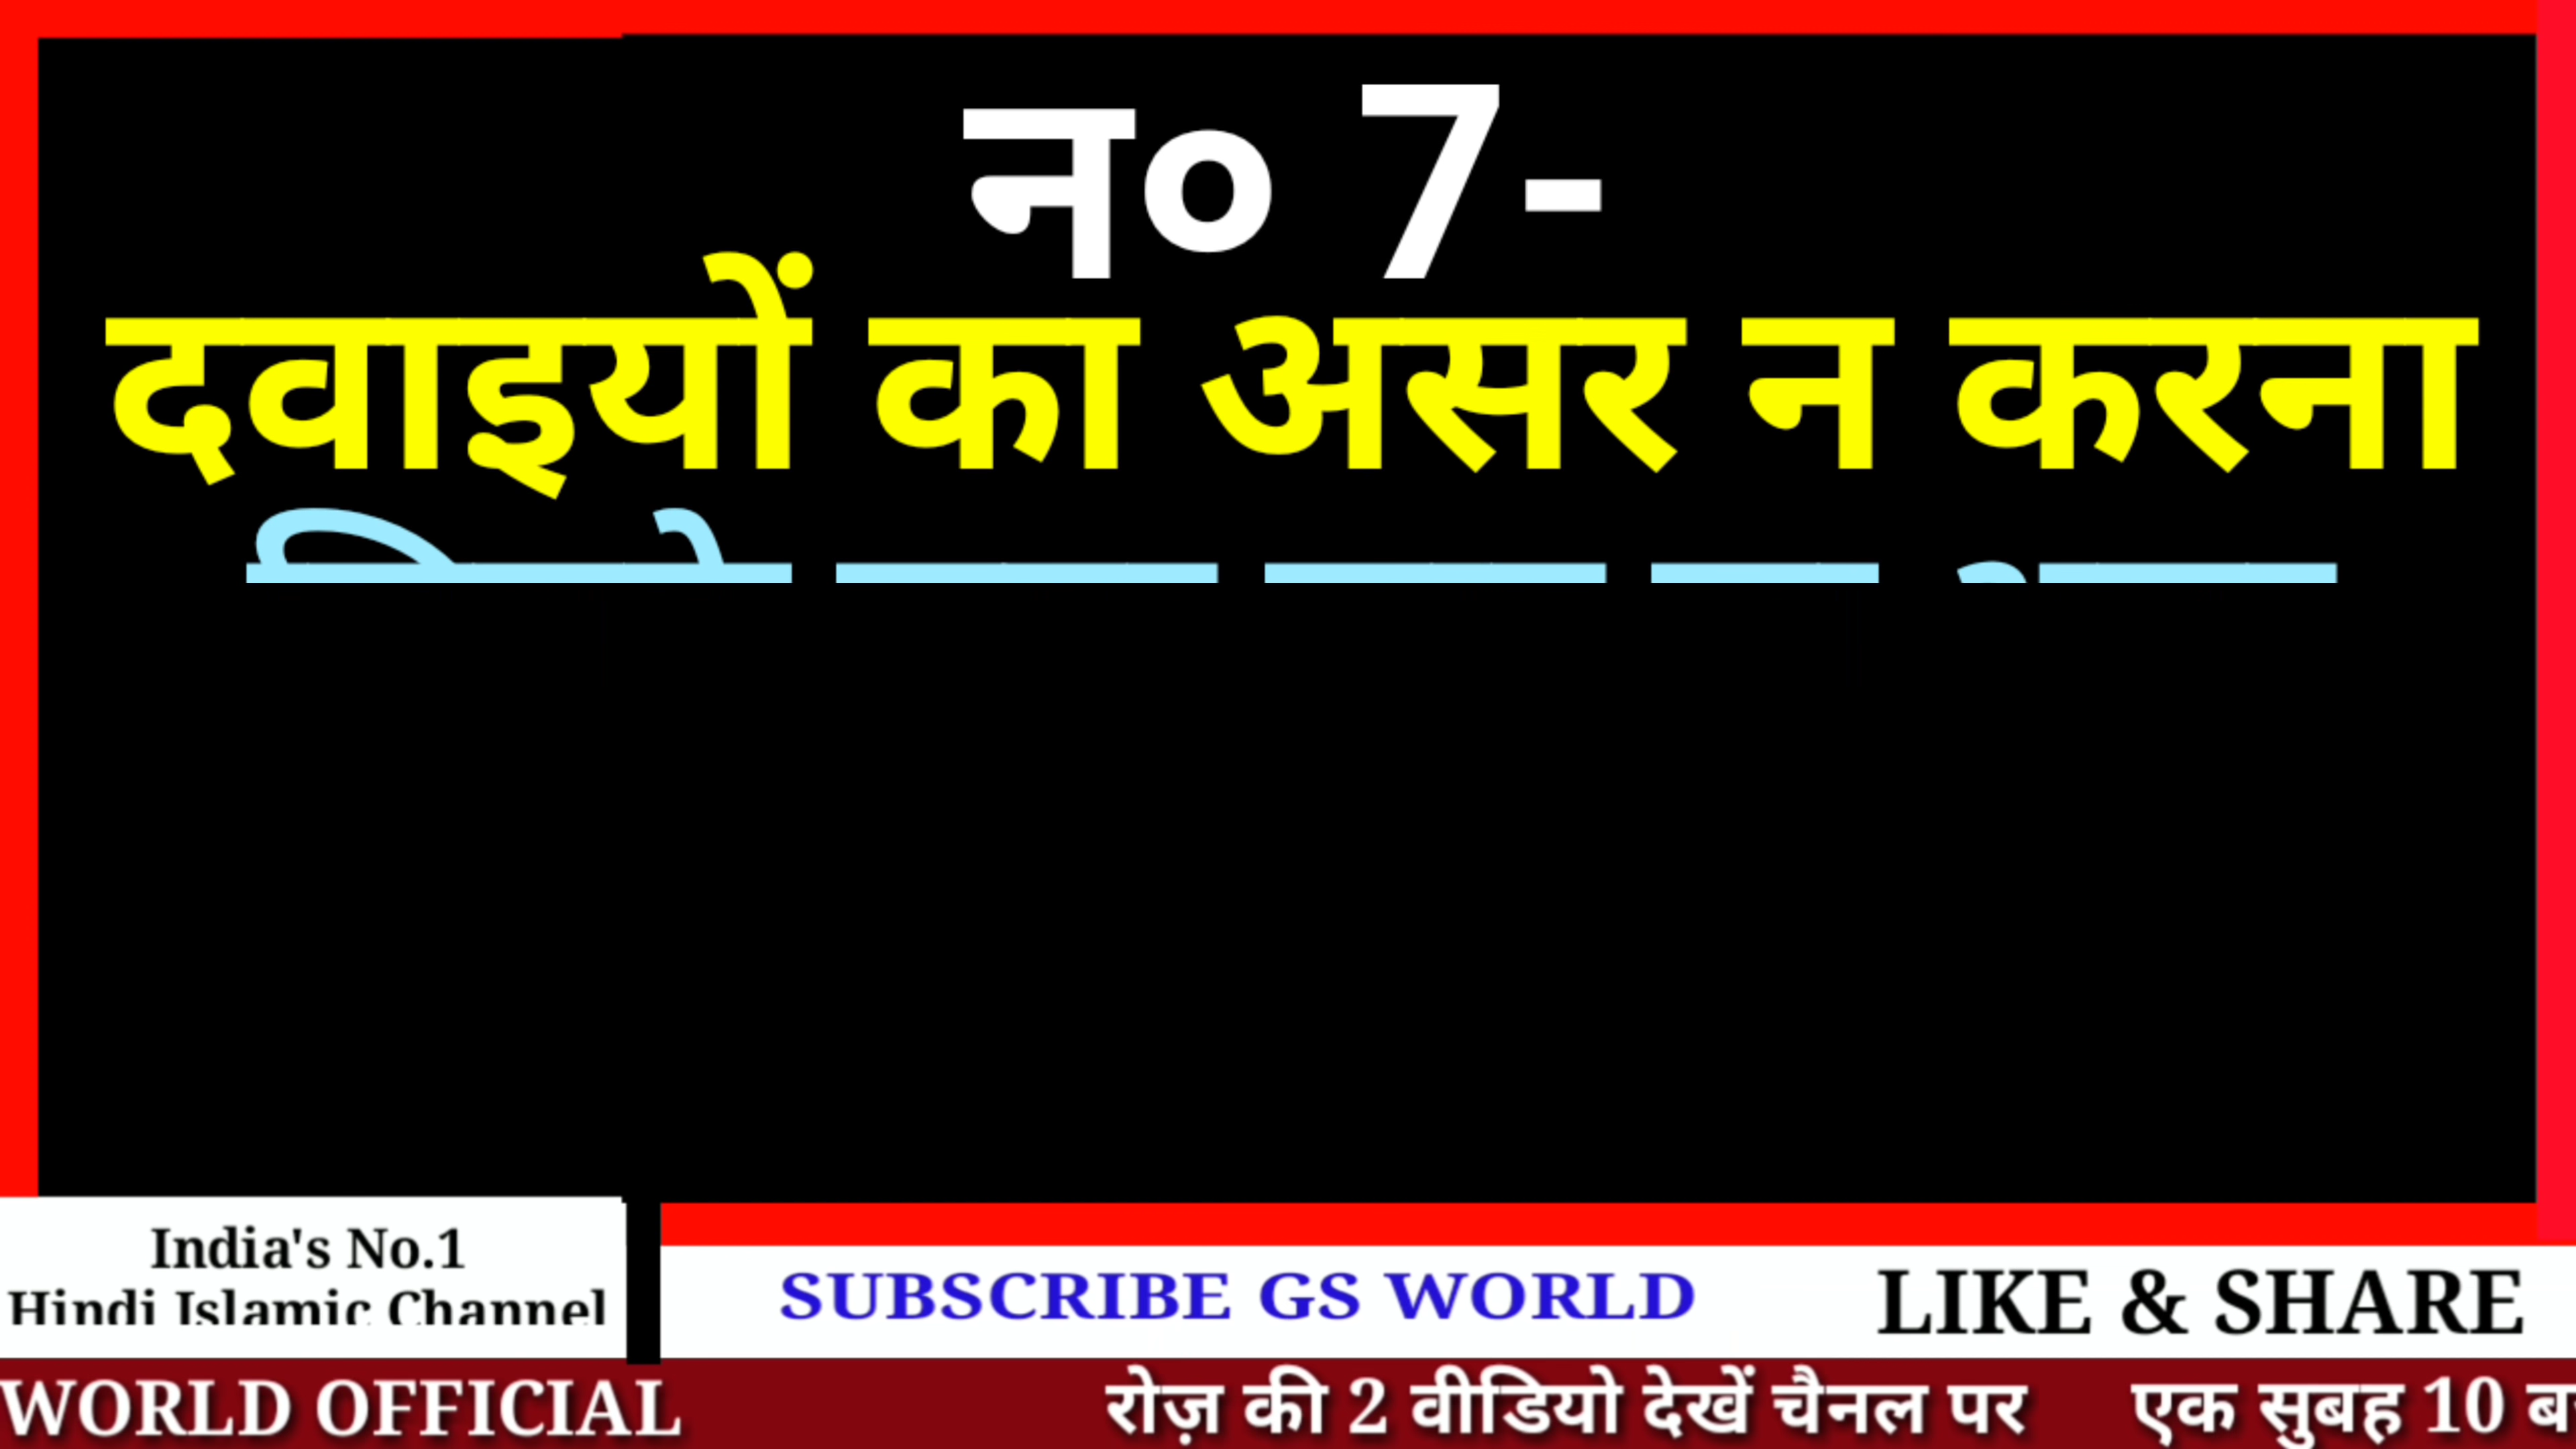 न० 7-
दवाइयों का असर न करना
India's No.1
Hindi Islamic Channel
SUBSCRIBE GS WORLD
LIKE & SHARE
WORLD OFFICIAL रोज़ की 2 वीडियो देखें चैनल पर एक सुबह 10